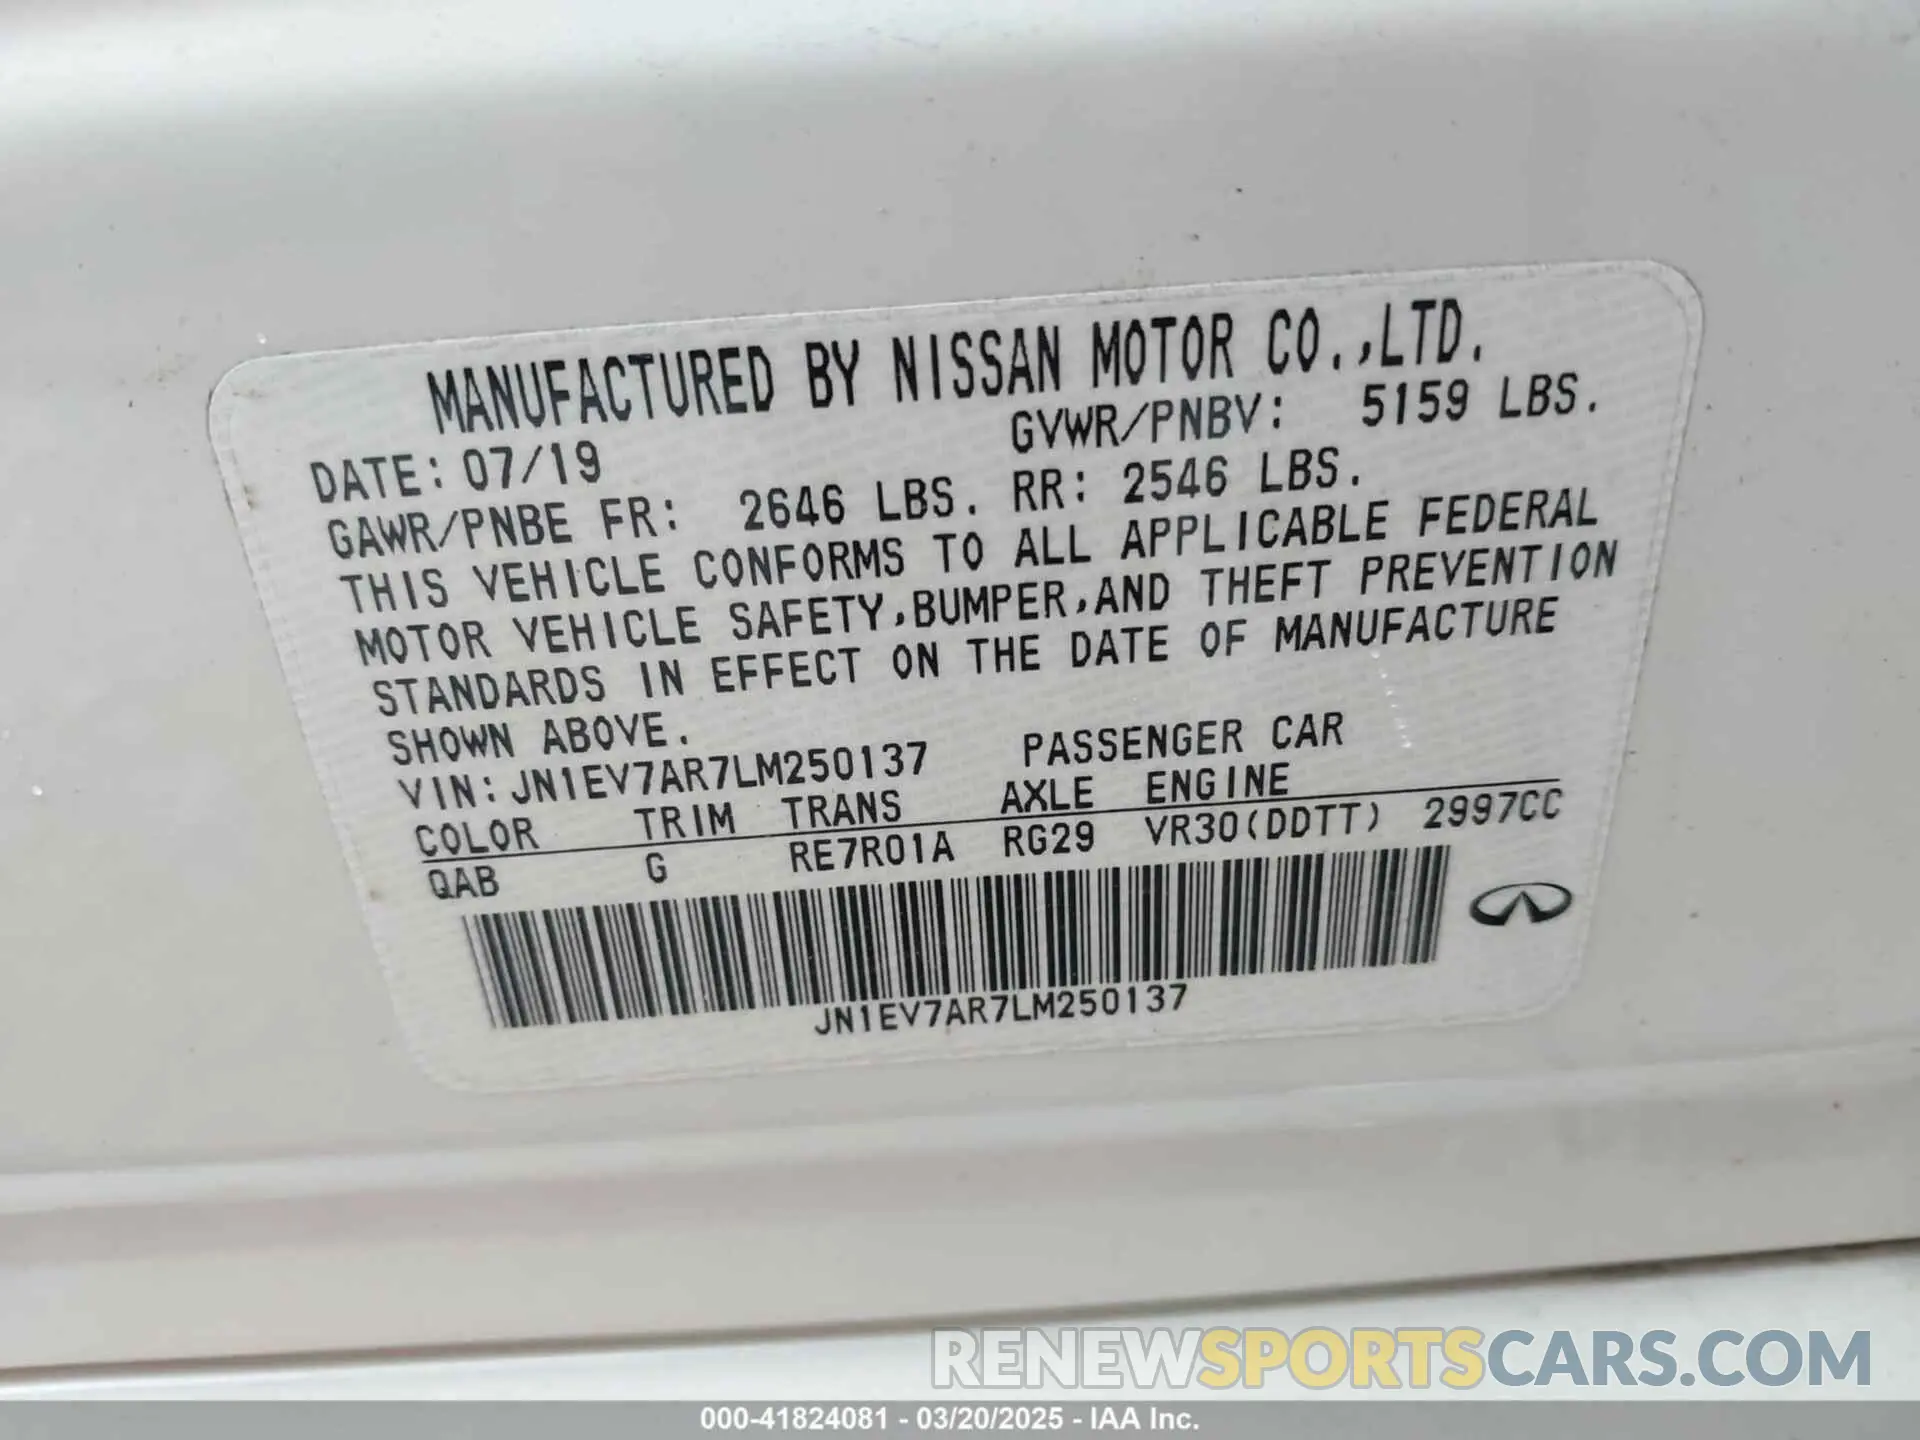 MANUFACTURED BY NISSAN MOTOR CO.,LTD.
DATE: 07/19 GVWR/PNBV: 5159 LBS.
GAWR/PNBE FR: 2646 LBS. RR: 2546 LBS.
THIS VEHICLE CONFORMS TO ALL APPLICABLE FEDERAL
MOTOR VEHICLE SAFETY,BUMPER,AND THEFT PREVENTION
STANDARDS IN EFFECT ON THE DATE OF MANUFACTURE
SHOWN ABOVE.
VIN: JN1EV7AR7LM250137 PASSENGER CAR
COLOR TRIM TRANS AXLE ENGINE
QAB G RE7R01A RG29 VR30(DDTT) 2997CC
JN1EV7AR7LM250137
RENEWSPORTSCARS.COM
000-41824081 - 03/20/2025 - IAA Inc.